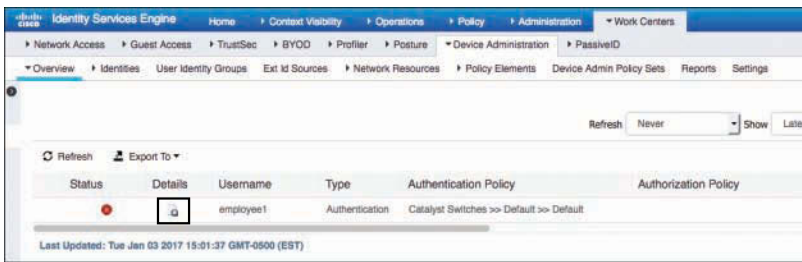 cisco Identity Services Engine Home Context Visibility Operations Policy Administration Work Centers
Network Access Guest Access TrustSec BYOD Profiler Posture Device Administration PassiveID
Overview Identities User Identity Groups Ext Id Sources Network Resources Policy Elements Device Admin Policy Sets Reports Settings
Refresh Never Show Late
Refresh Export To
Status Details Username Type Authentication Policy Authorization Policy
employee1 Authentication Catalyst Switches >> Default >> Default
Last Updated: Tue Jan 03 2017 15:01:37 GMT-0500 (EST)